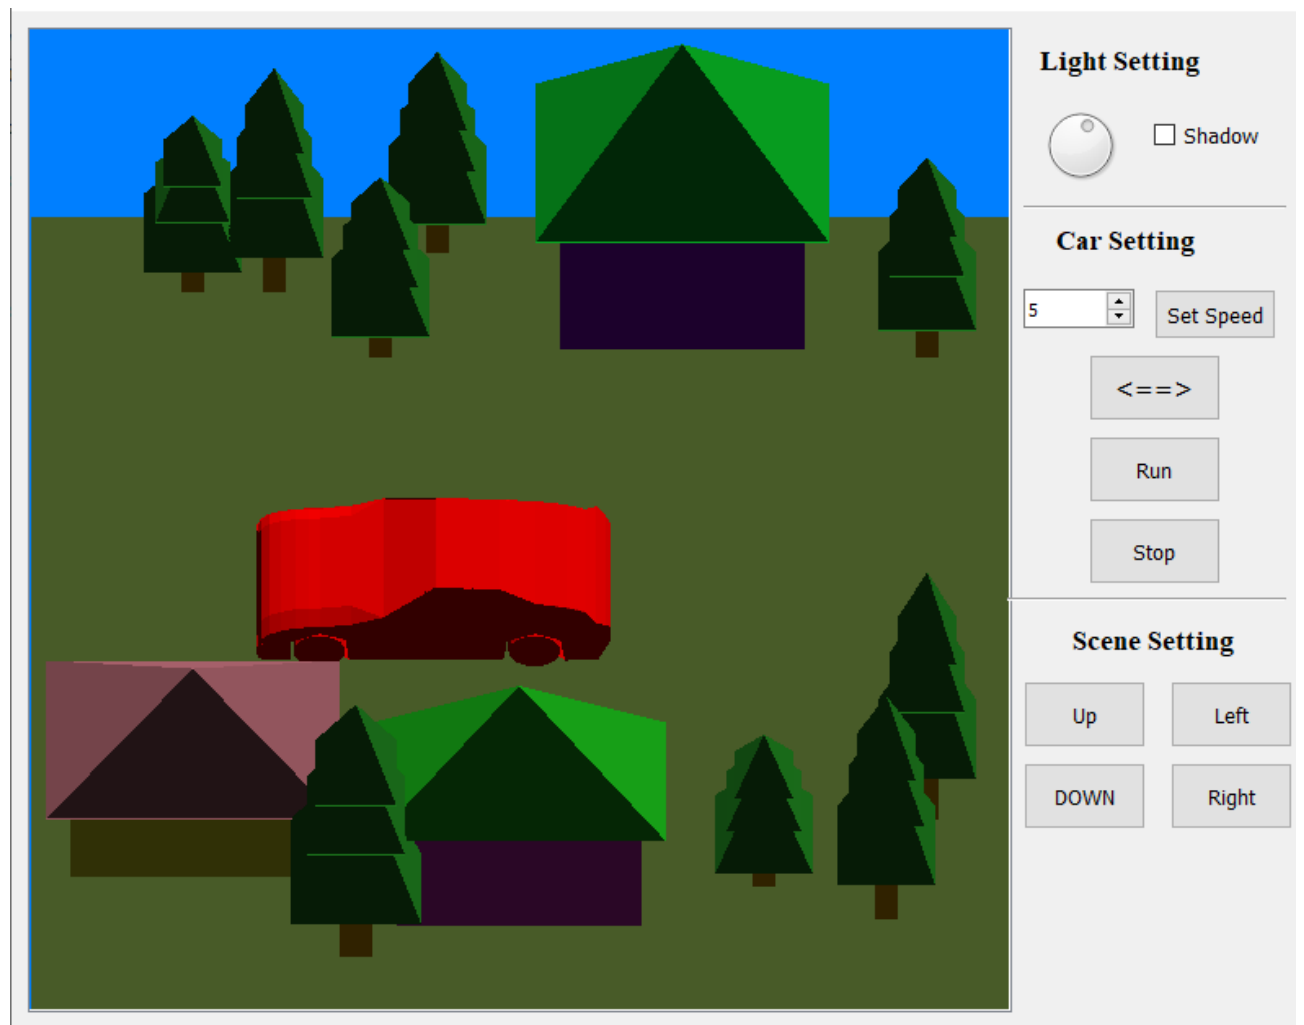 Light Setting
Shadow
Car Setting
5
Set Speed
<==>
Run
Stop
Scene Setting
Up
Left
DOWN
Right